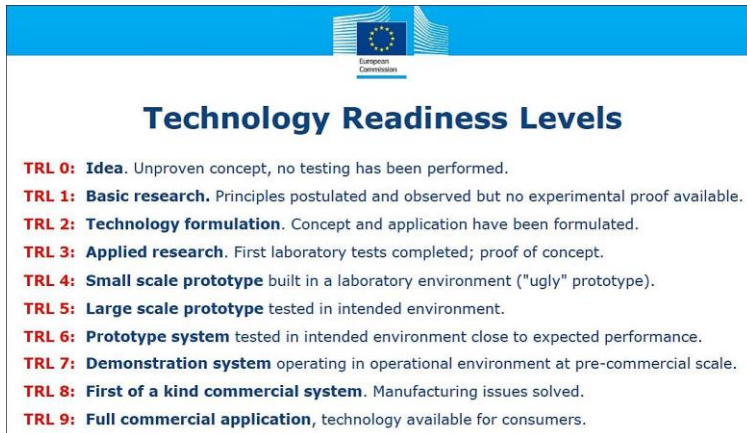 European
Commission
Technology Readiness Levels
TRL 0: Idea. Unproven concept, no testing has been performed.
TRL 1: Basic research. Principles postulated and observed but no experimental proof available.
TRL 2: Technology formulation. Concept and application have been formulated.
TRL 3: Applied research. First laboratory tests completed; proof of concept.
TRL 4: Small scale prototype built in a laboratory environment ("ugly" prototype).
TRL 5: Large scale prototype tested in intended environment.
TRL 6: Prototype system tested in intended environment close to expected performance.
TRL 7: Demonstration system operating in operational environment at pre-commercial scale.
TRL 8: First of a kind commercial system. Manufacturing issues solved.
TRL 9: Full commercial application, technology available for consumers.